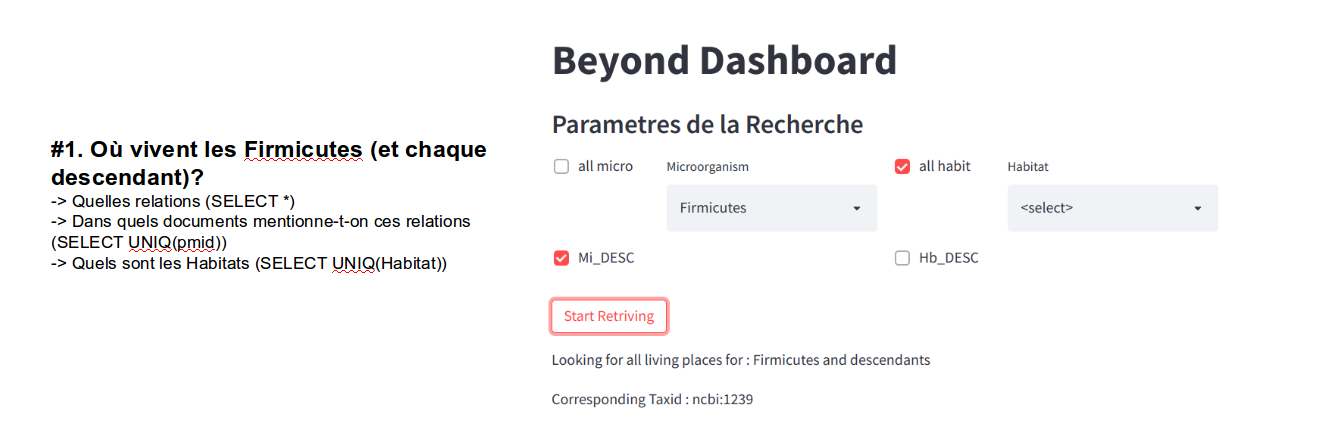 #1. Où vivent les Firmicutes (et chaque
descendant)?
-> Quelles relations (SELECT *)
-> Dans quels documents mentionne-t-on ces relations
(SELECT UNIQ(pmid))
-> Quels sont les Habitats (SELECT UNIQ(Habitat))
Beyond Dashboard
Parametres de la Recherche
all micro
Microorganism
Firmicutes
all habit
Habitat
<select>
Mi_DESC
Hb_DESC
Start Retriving
Looking for all living places for : Firmicutes and descendants
Corresponding Taxid : ncbi:1239